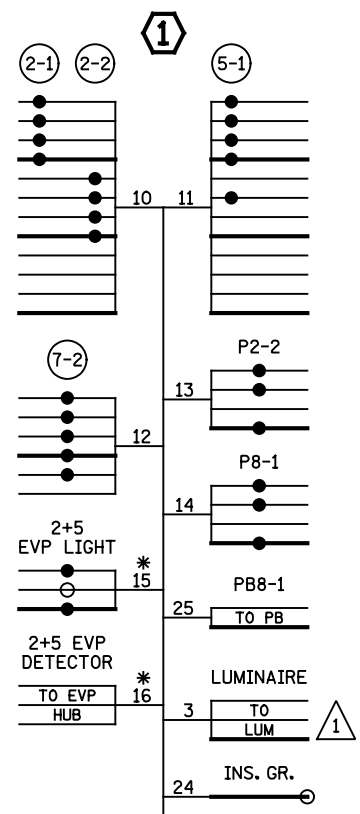 1
2-1 2-2 5-1
10 11
7-2 P2-2
13
12
P8-1
14
2+5
EVP LIGHT
*
15
PB8-1
25
TO PB
2+5 EVP
DETECTOR
*
16
TO EVP
HUB
LUMINAIRE
3
TO
LUM
1
INS. GR.
24